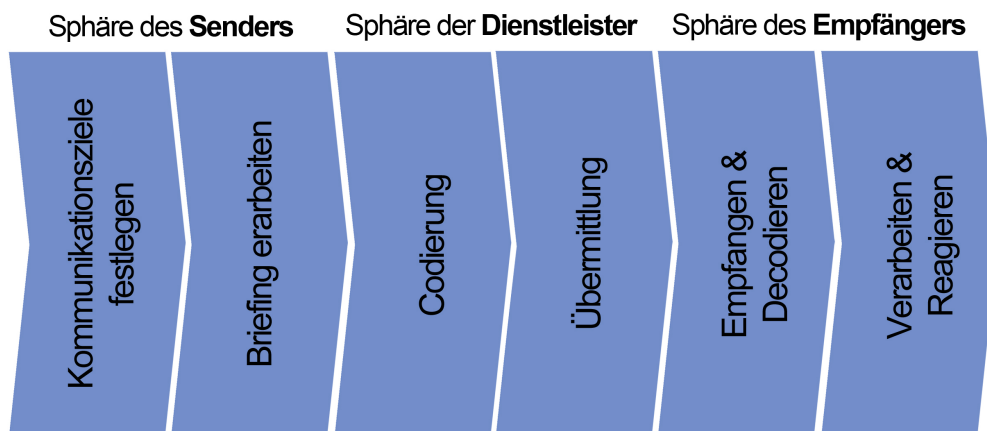 Sphäre des Senders
Sphäre der Dienstleister
Sphäre des Empfängers
Kommunikationsziele
festlegen
Briefing erarbeiten
Codierung
Übermittlung
Empfangen &
Decodieren
Verarbeiten &
Reagieren